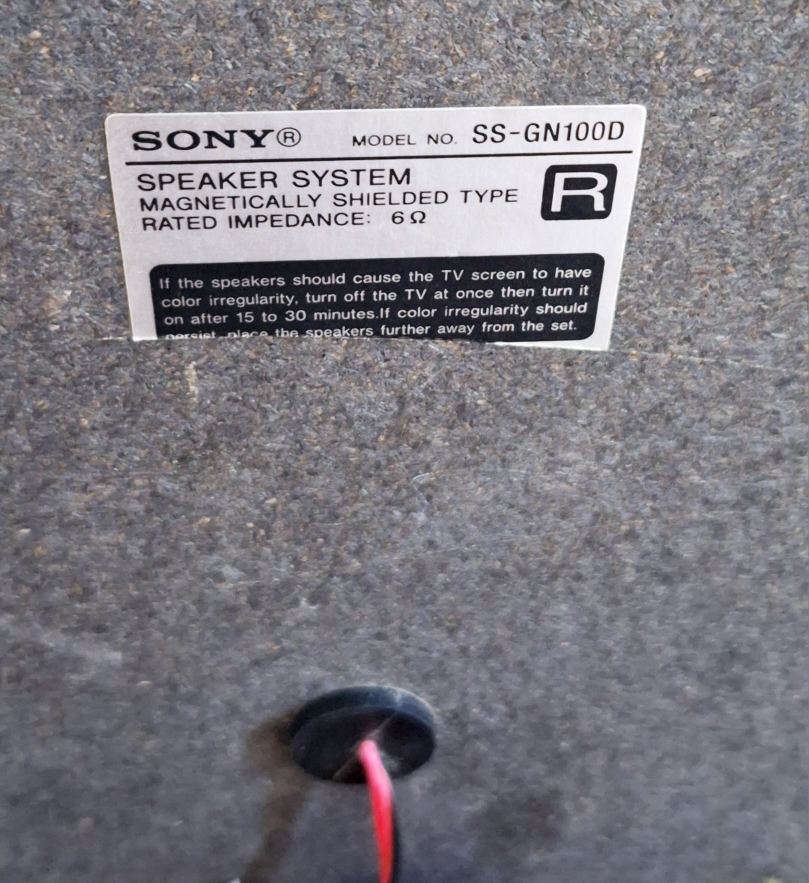 SONY® MODEL NO. SS-GN100D
SPEAKER SYSTEM
MAGNETICALLY SHIELDED TYPE
RATED IMPEDANCE: 6Ω
R
If the speakers should cause the TV screen to have
color irregularity, turn off the TV at once then turn it
on after 15 to 30 minutes.If color irregularity should
persist, place the speakers further away from the set.